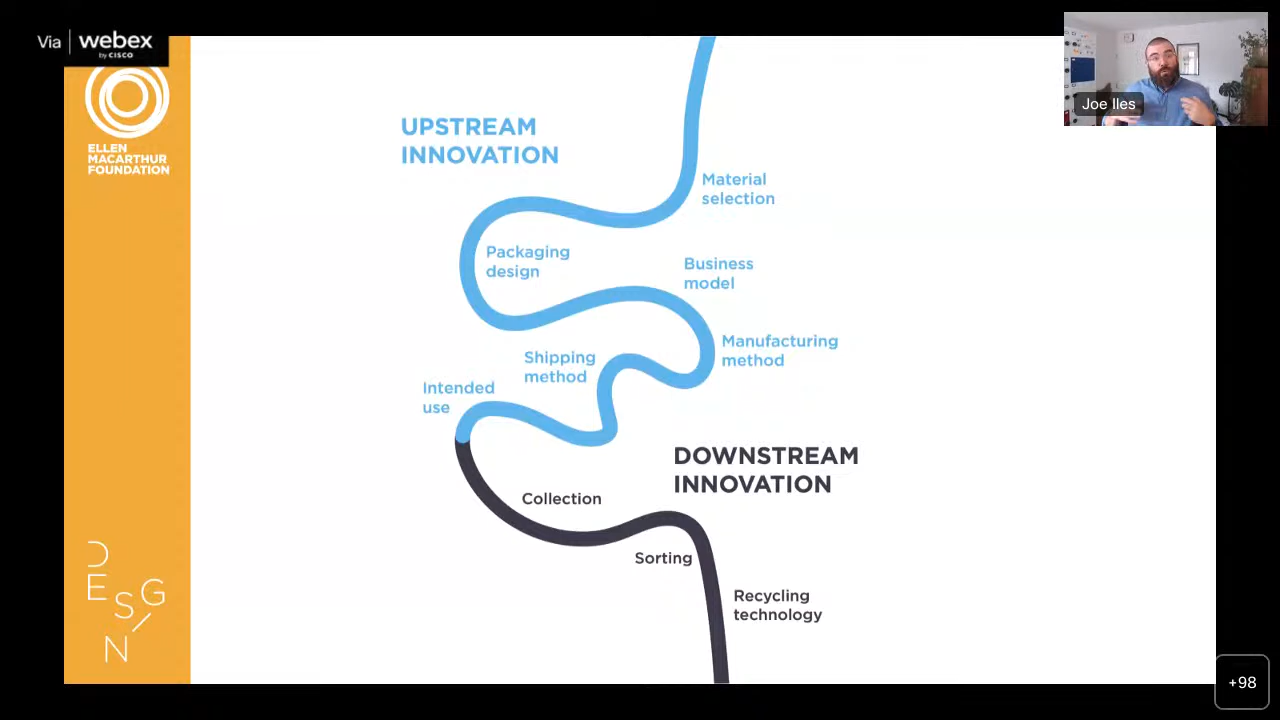 Via webex
by CISCO
ELLEN
MACARTHUR
FOUNDATION
UPSTREAM
INNOVATION
Material
selection
Packaging
design
Business
model
Manufacturing
method
Shipping
method
Intended
use
DOWNSTREAM
INNOVATION
Collection
Sorting
Recycling
technology
DESIGN
Joe Iles
+98